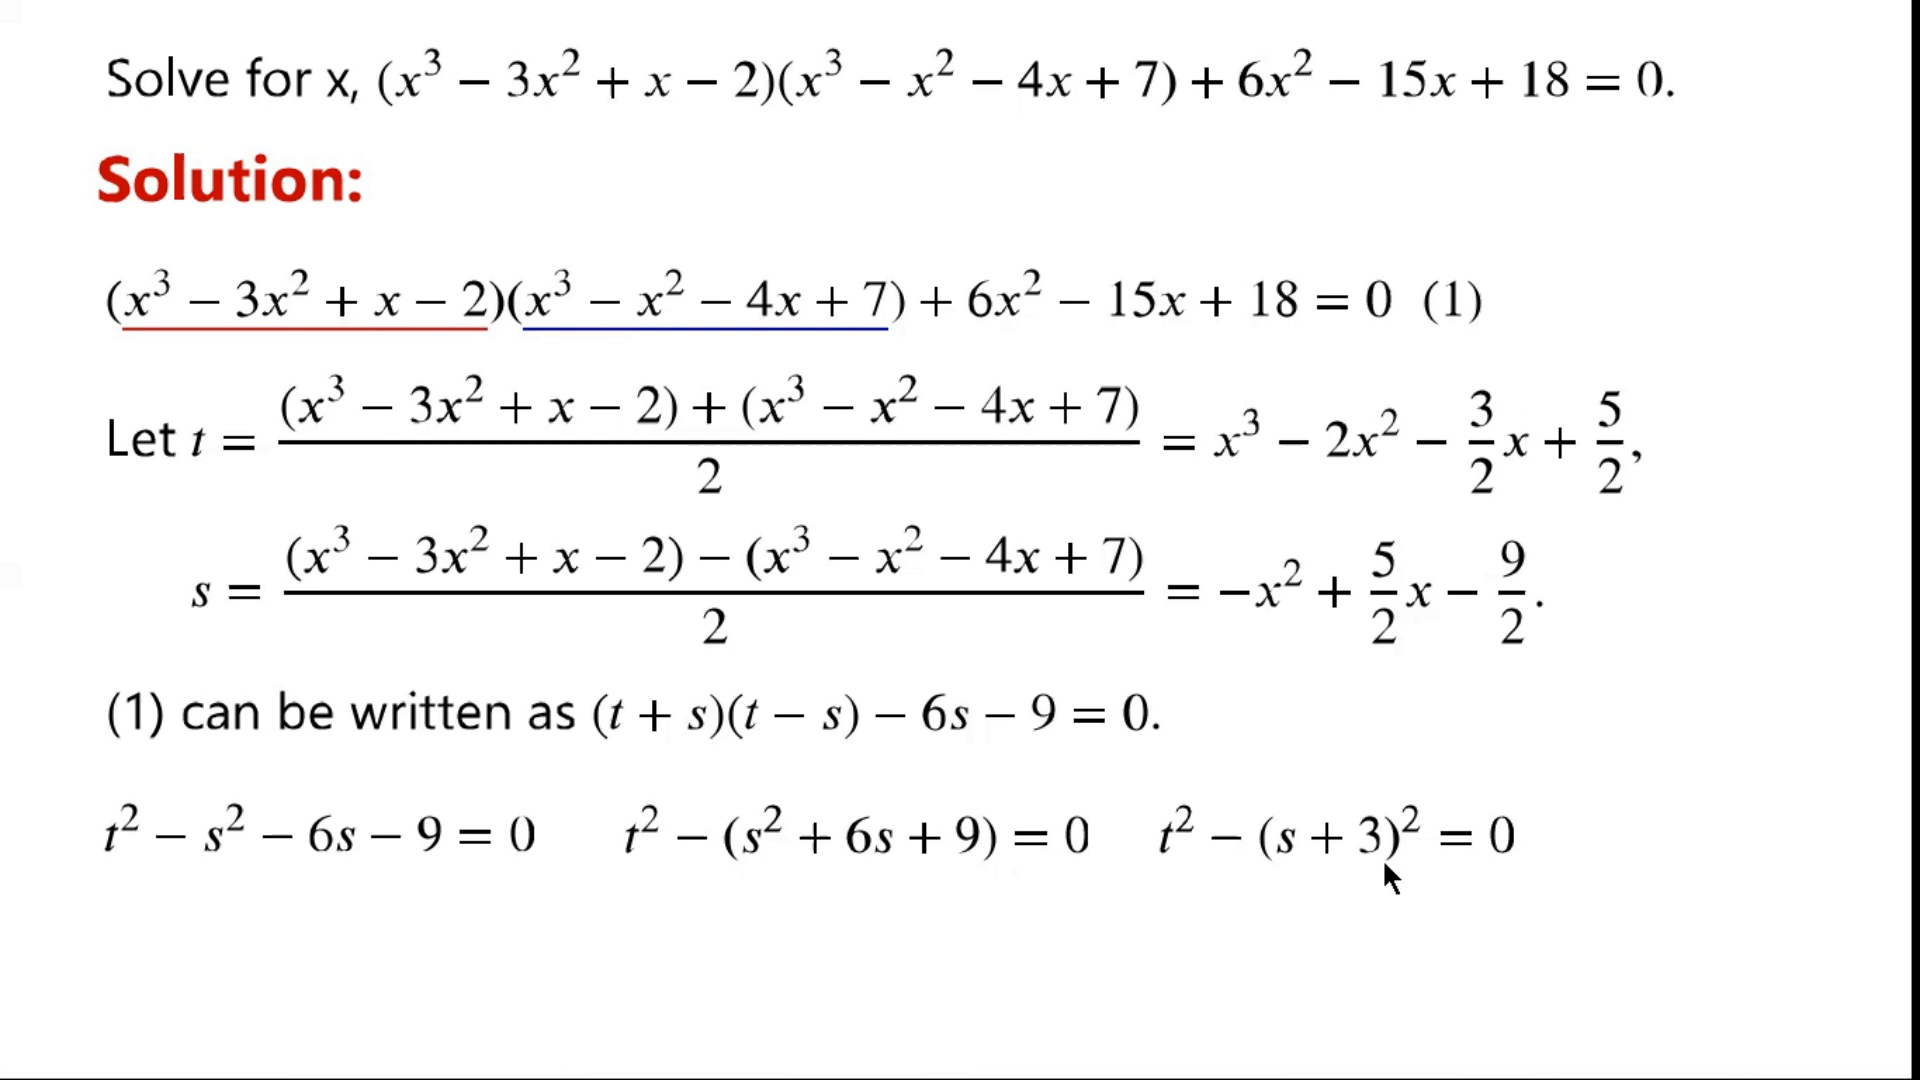 Solve for x, (x³ − 3x² + x − 2)(x³ − x² − 4x + 7) + 6x² − 15x + 18 = 0.
Solution:
(x³ − 3x² + x − 2)(x³ − x² − 4x + 7) + 6x² − 15x + 18 = 0 (1)
Let t = ((x³ − 3x² + x − 2) + (x³ − x² − 4x + 7))/2 = x³ − 2x² − 3/2 x + 5/2,
s = ((x³ − 3x² + x − 2) − (x³ − x² − 4x + 7))/2 = −x² + 5/2 x − 9/2.
(1) can be written as (t + s)(t − s) − 6s − 9 = 0.
t² − s² − 6s − 9 = 0 t² − (s² + 6s + 9) = 0 t² − (s + 3)² = 0